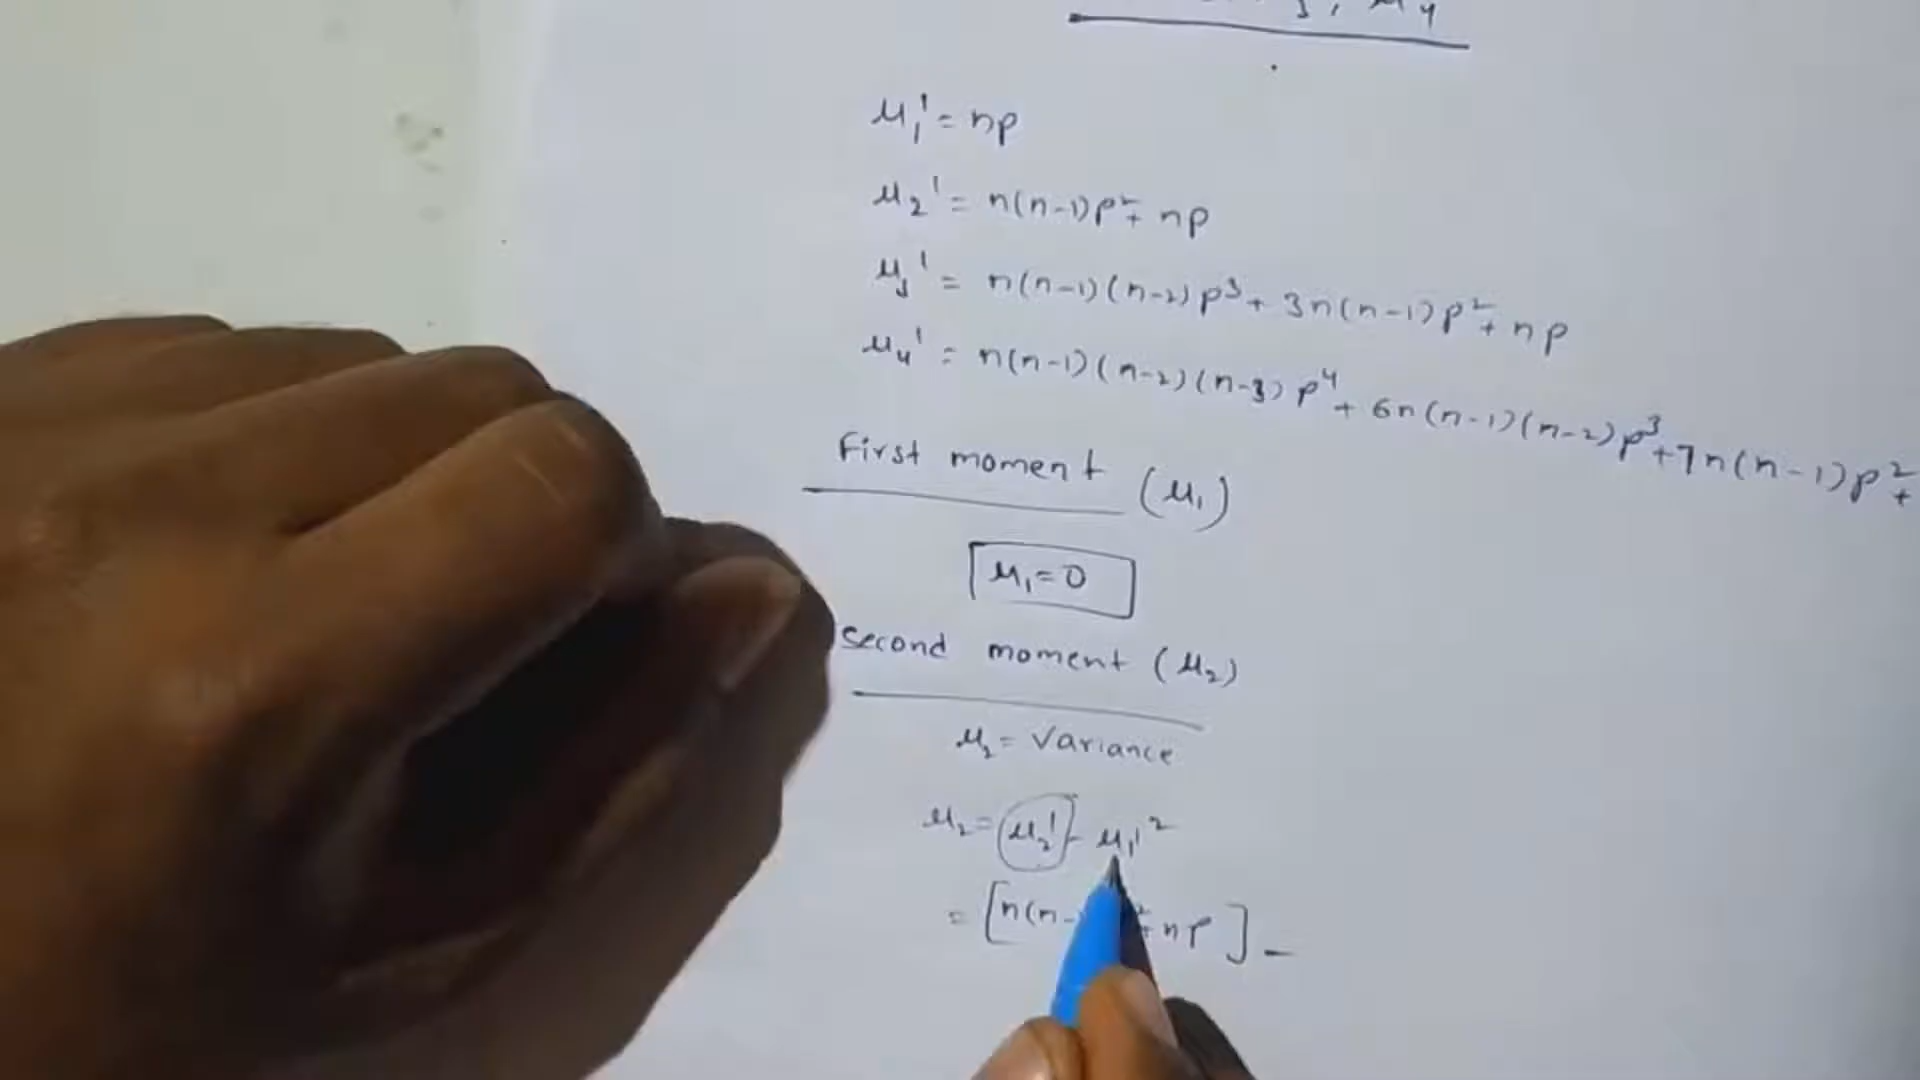 μ₄
μ₁' = np
μ₂' = n(n-1)p² + np
μ₃' = n(n-1)(n-2)p³ + 3n(n-1)p² + np
μ₄' = n(n-1)(n-2)(n-3)p⁴ + 6n(n-1)(n-2)p³ + 7n(n-1)p² +
First moment (μ₁)
μ₁ = 0
Second moment (μ₂)
μ₂ = Variance
μ₂ = μ₂' - μ₁'²
= [n(n- ² + np] -